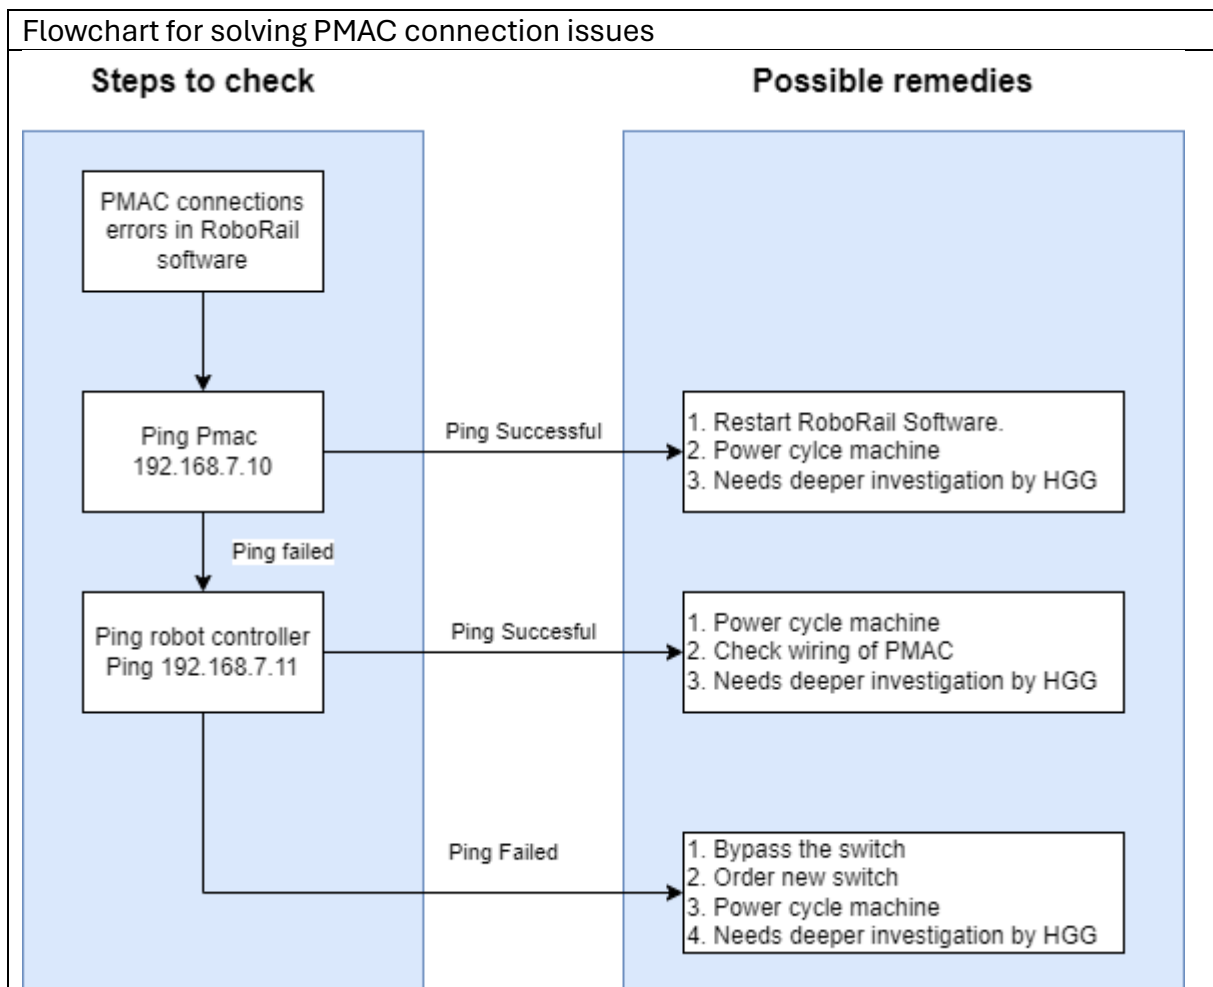 Flowchart for solving PMAC connection issues
Steps to check
Possible remedies
PMAC connections
errors in RoboRail
software
Ping Pmac
192.168.7.10
Ping Successful
1. Restart RoboRail Software.
2. Power cylce machine
3. Needs deeper investigation by HGG
Ping failed
Ping robot controller
Ping 192.168.7.11
Ping Succesful
1. Power cycle machine
2. Check wiring of PMAC
3. Needs deeper investigation by HGG
Ping Failed
1. Bypass the switch
2. Order new switch
3. Power cycle machine
4. Needs deeper investigation by HGG